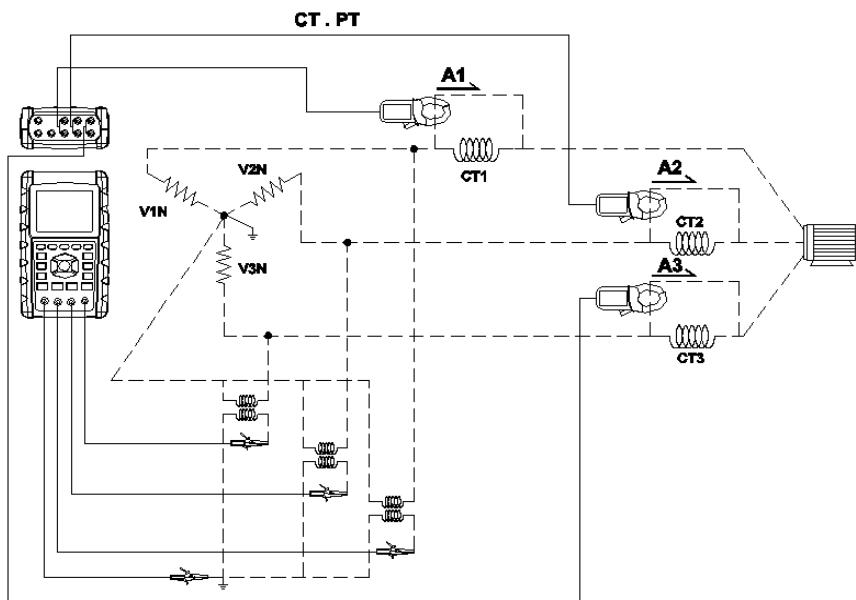 CT . PT
A1
CT1
V2N
V1N
A2
CT2
V3N
A3
CT3